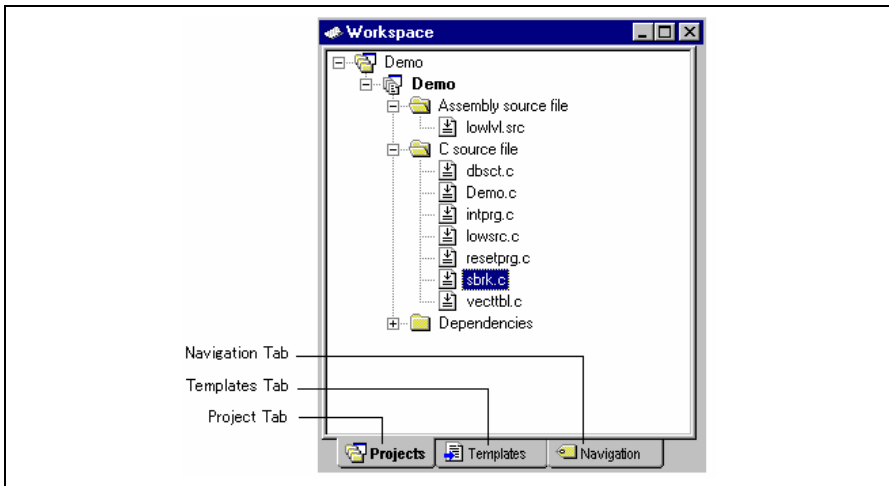 Workspace
Demo
Demo
Assembly source file
lowlvl.src
C source file
dbsct.c
Demo.c
intprg.c
lowsrc.c
resetprg.c
sbrk.c
vecttbl.c
Dependencies
Navigation Tab
Templates Tab
Project Tab
Projects Templates Navigation